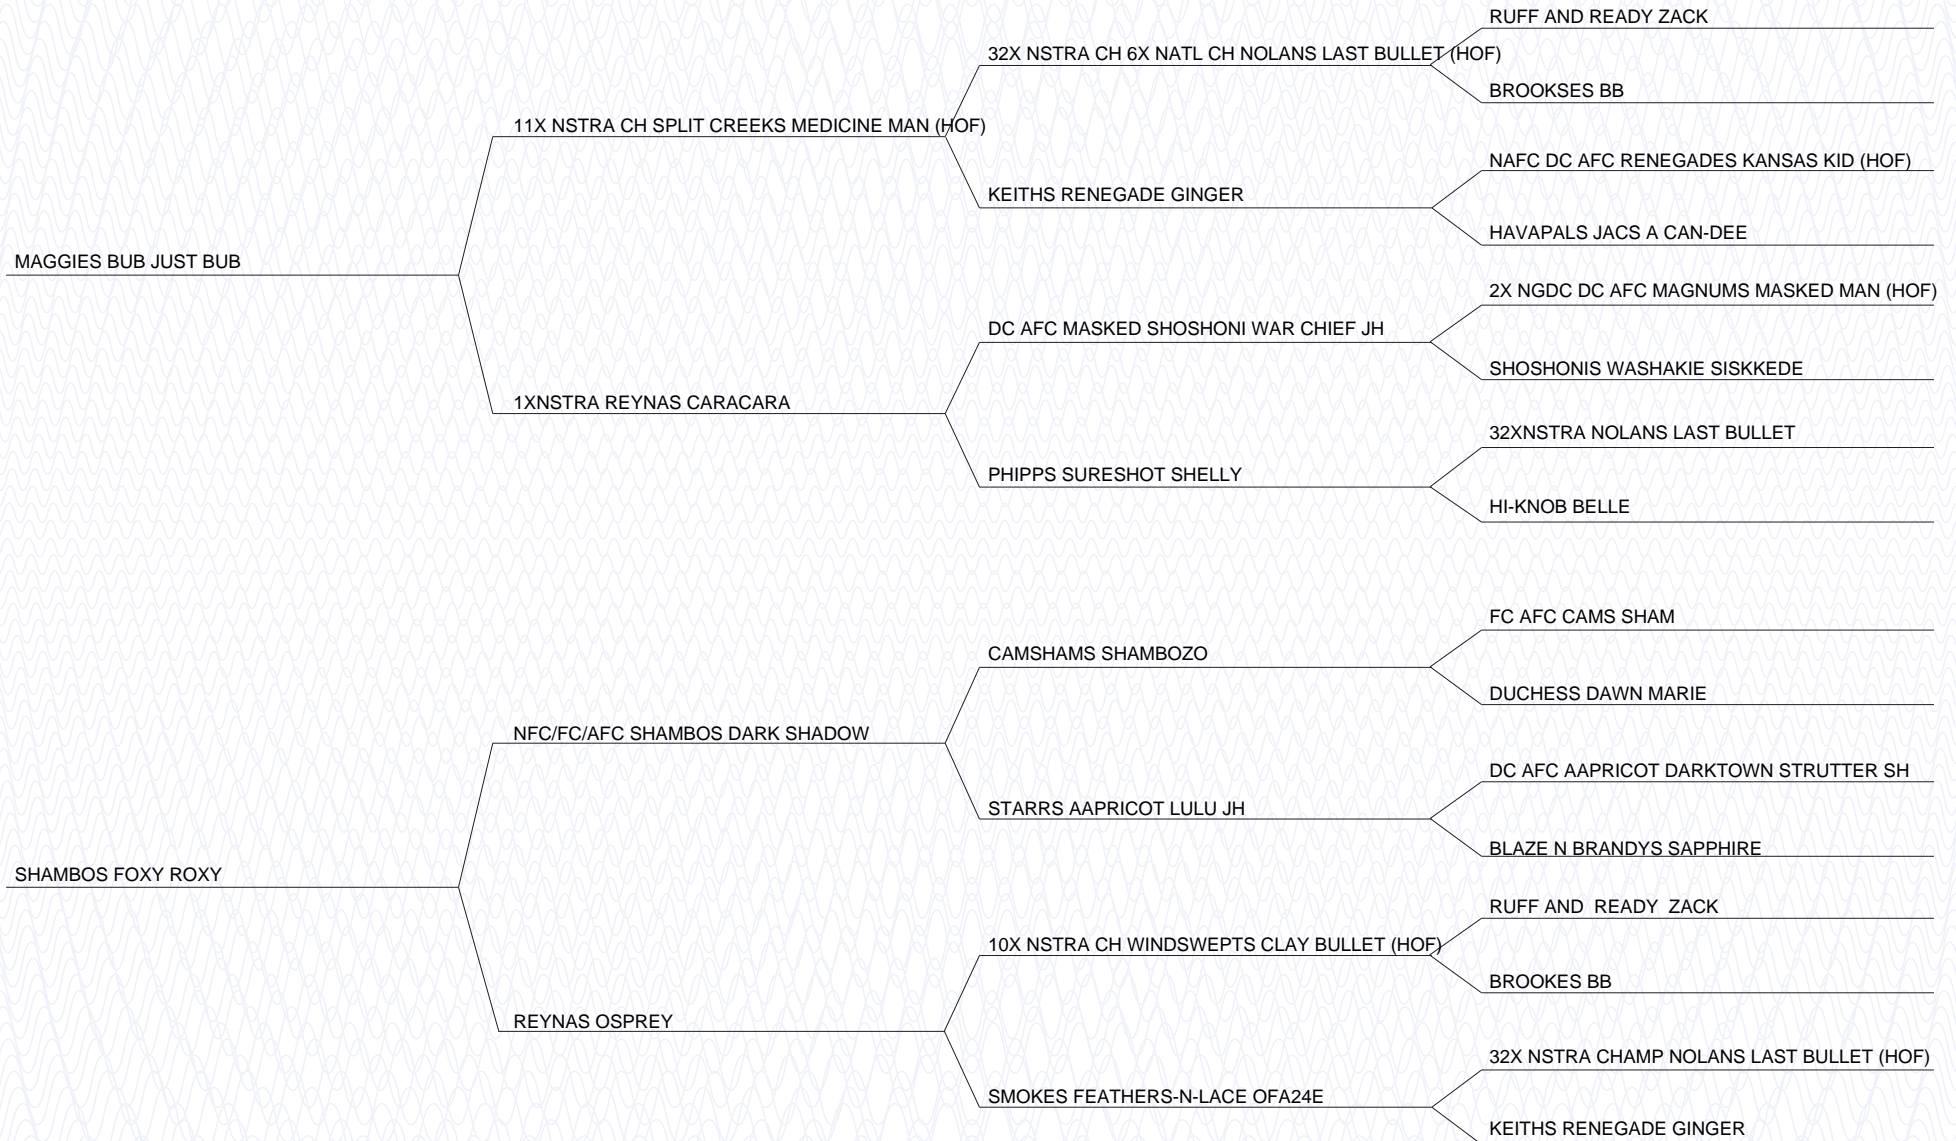 RUFF AND READY ZACK
32X NSTRA CH 6X NATL CH NOLANS LAST BULLET (HOF)
BROOKSES BB
11X NSTRA CH SPLIT CREEKS MEDICINE MAN (HOF)
NAFC DC AFC RENEGADES KANSAS KID (HOF)
KEITHS RENEGADE GINGER
HAVAPALS JACS A CAN-DEE
MAGGIES BUB JUST BUB
2X NGDC DC AFC MAGNUMS MASKED MAN (HOF)
DC AFC MASKED SHOSHONI WAR CHIEF JH
SHOSHONIS WASHAKIE SISKKEDE
1XNSTRA REYNAS CARACARA
32XNSTRA NOLANS LAST BULLET
PHIPPS SURESHOT SHELLY
HI-KNOB BELLE
FC AFC CAMS SHAM
CAMSHAMS SHAMBOZO
DUCHESS DAWN MARIE
NFC/FC/AFC SHAMBOS DARK SHADOW
DC AFC AAPRICOT DARKTOWN STRUTTER SH
STARRS AAPRICOT LULU JH
BLAZE N BRANDYS SAPPHIRE
SHAMBOS FOXY ROXY
RUFF AND  READY  ZACK
10X NSTRA CH WINDSWEPTS CLAY BULLET (HOF)
BROOKES BB
REYNAS OSPREY
32X NSTRA CHAMP NOLANS LAST BULLET (HOF)
SMOKES FEATHERS-N-LACE OFA24E
KEITHS RENEGADE GINGER